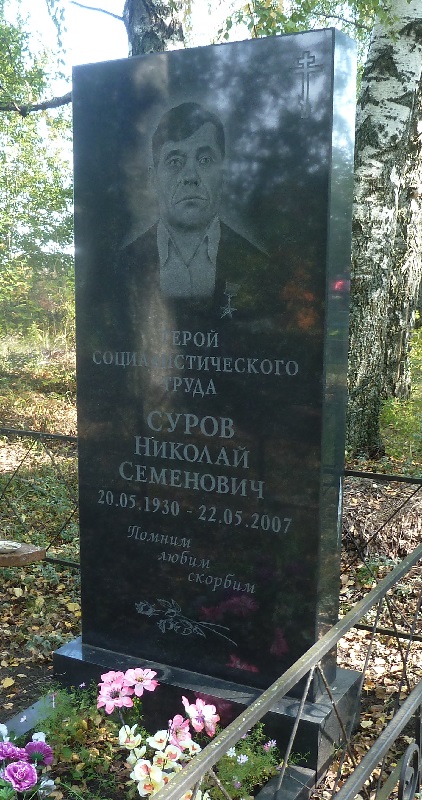 ГЕРОЙ
СОЦИАЛИСТИЧЕСКОГО
ТРУДА
СУРОВ
НИКОЛАЙ
СЕМЕНОВИЧ
20.05.1930 - 22.05.2007
Помним
любим
скорбим